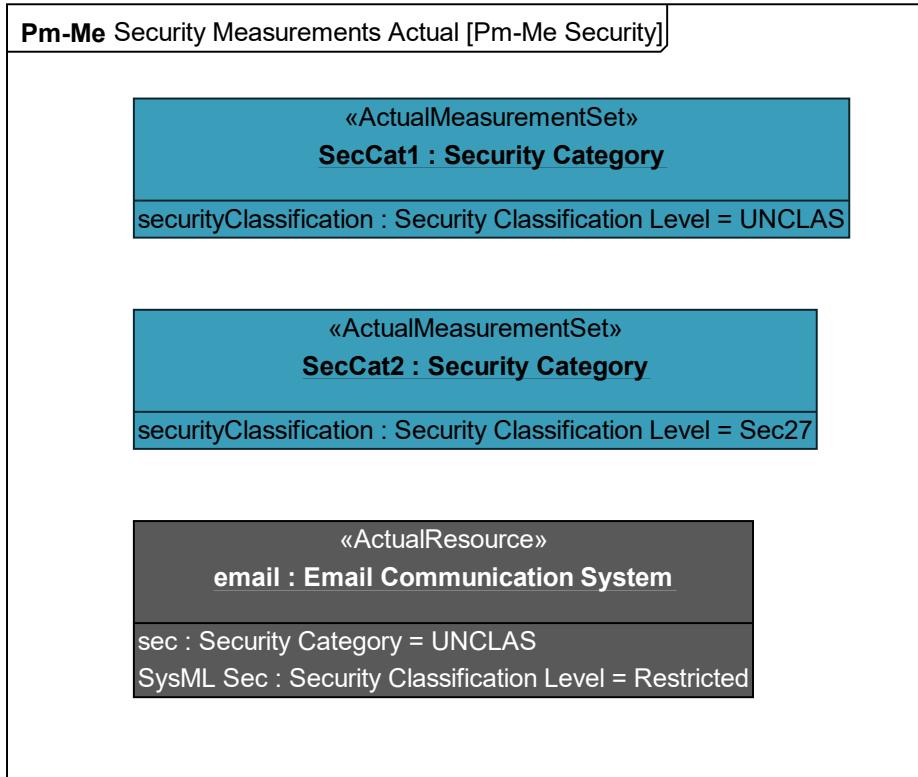 Pm-Me Security Measurements Actual [Pm-Me Security]
«ActualMeasurementSet»
SecCat1 : Security Category
securityClassification : Security Classification Level = UNCLAS
«ActualMeasurementSet»
SecCat2 : Security Category
securityClassification : Security Classification Level = Sec27
«ActualResource»
email : Email Communication System
sec : Security Category = UNCLAS
SysML Sec : Security Classification Level = Restricted